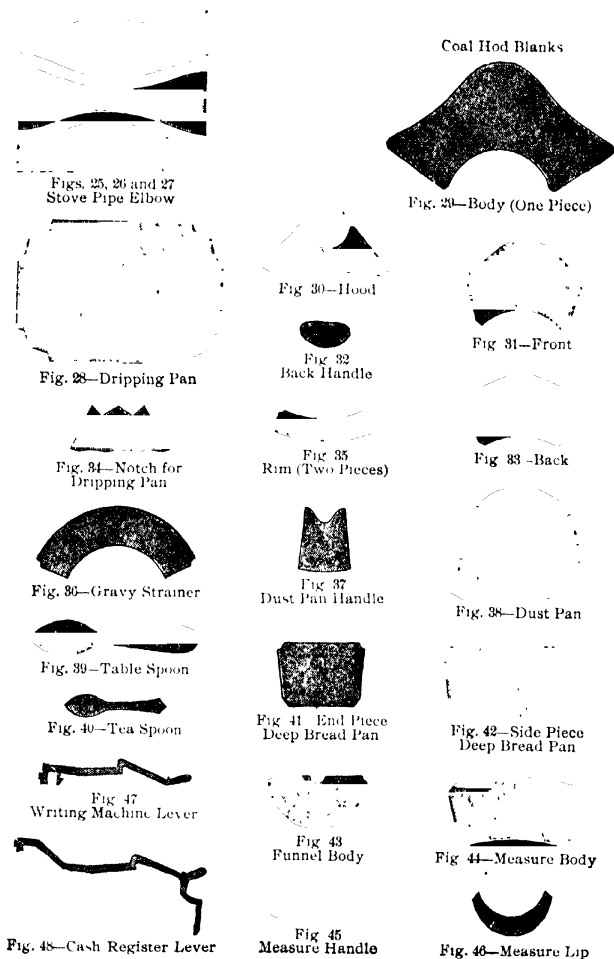 Coal Hod Blanks
Figs. 25, 26 and 27
Stove Pipe Elbow
Fig. 29—Body (One Piece)
Fig 30—Hood
Fig 31—Front
Fig 32
Back Handle
Fig. 28—Dripping Pan
Fig. 34—Notch for
Dripping Pan
Fig 35
Rim (Two Pieces)
Fig 33-Back
Fig. 36—Gravy Strainer
Fig 37
Dust Pan Handle
Fig. 38—Dust Pan
Fig. 39—Table Spoon
Fig. 40—Tea Spoon
Fig 41—End Piece
Deep Bread Pan
Fig. 42—Side Piece
Deep Bread Pan
Fig 47
Writing Machine Lever
Fig 43
Funnel Body
Fig 44—Measure Body
Fig. 48—Cash Register Lever
Fig 45
Measure Handle
Fig. 46—Measure Lip